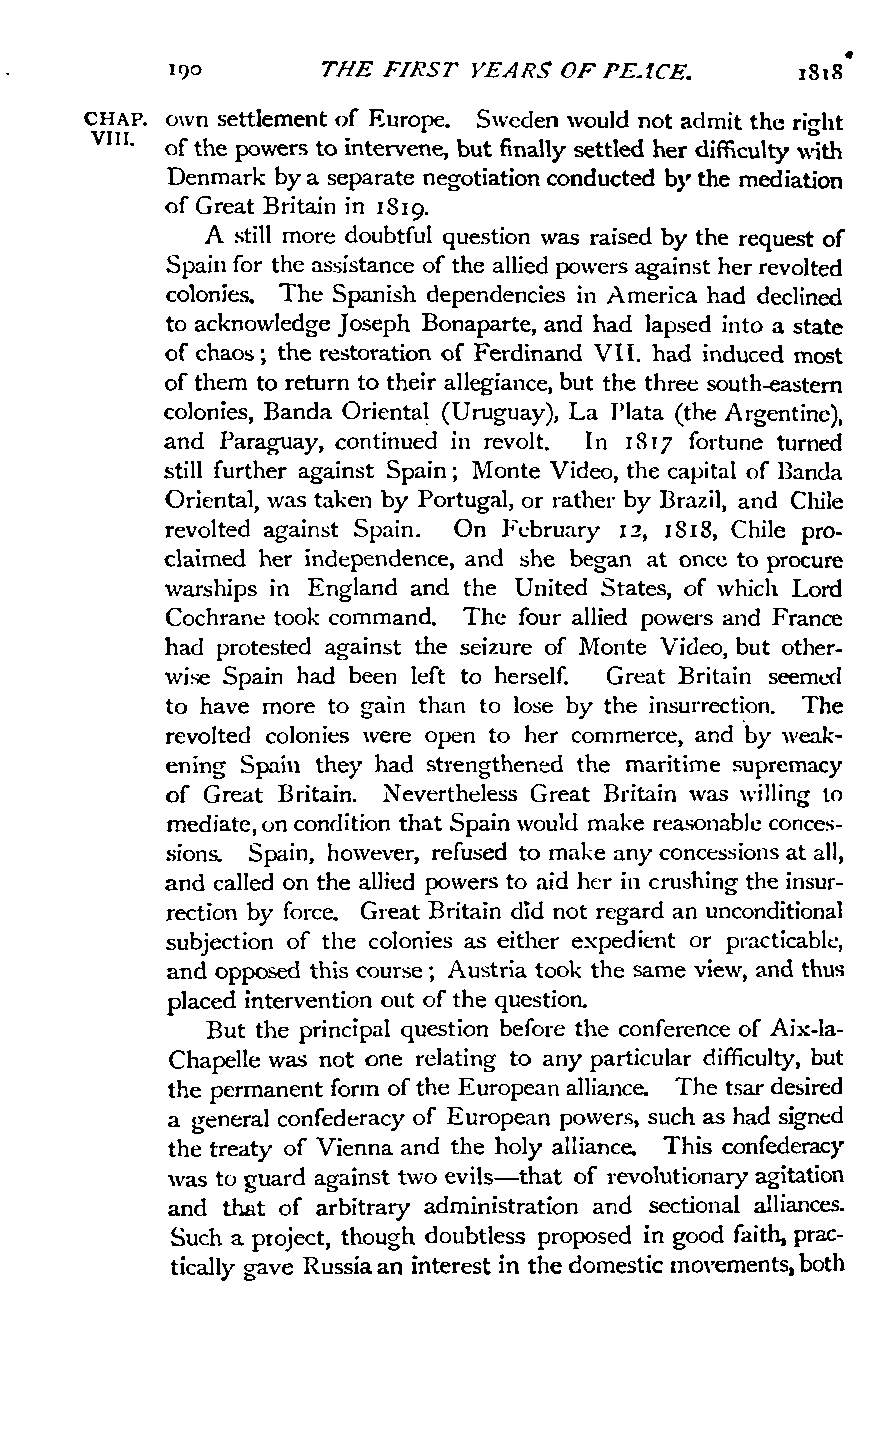 190 THE FIRST YEARS OF PEACE. 1818
CHAP. own settlement of Europe. Sweden would not admit the right
VIII. of the powers to intervene, but finally settled her difficulty with
Denmark by a separate negotiation conducted by the mediation
of Great Britain in 1819.
A still more doubtful question was raised by the request of
Spain for the assistance of the allied powers against her revolted
colonies. The Spanish dependencies in America had declined
to acknowledge Joseph Bonaparte, and had lapsed into a state
of chaos; the restoration of Ferdinand VII. had induced most
of them to return to their allegiance, but the three south-eastern
colonies, Banda Oriental (Uruguay), La Plata (the Argentine),
and Paraguay, continued in revolt. In 1817 fortune turned
still further against Spain; Monte Video, the capital of Banda
Oriental, was taken by Portugal, or rather by Brazil, and Chile
revolted against Spain. On February 12, 1818, Chile pro-
claimed her independence, and she began at once to procure
warships in England and the United States, of which Lord
Cochrane took command. The four allied powers and France
had protested against the seizure of Monte Video, but other-
wise Spain had been left to herself. Great Britain seemed
to have more to gain than to lose by the insurrection. The
revolted colonies were open to her commerce, and by weak-
ening Spain they had strengthened the maritime supremacy
of Great Britain. Nevertheless Great Britain was willing to
mediate, on condition that Spain would make reasonable conces-
sions. Spain, however, refused to make any concessions at all,
and called on the allied powers to aid her in crushing the insur-
rection by force. Great Britain did not regard an unconditional
subjection of the colonies as either expedient or practicable,
and opposed this course; Austria took the same view, and thus
placed intervention out of the question.
But the principal question before the conference of Aix-la-
Chapelle was not one relating to any particular difficulty, but
the permanent form of the European alliance. The tsar desired
a general confederacy of European powers, such as had signed
the treaty of Vienna and the holy alliance. This confederacy
was to guard against two evils—that of revolutionary agitation
and that of arbitrary administration and sectional alliances.
Such a project, though doubtless proposed in good faith, prac-
tically gave Russia an interest in the domestic movements, both